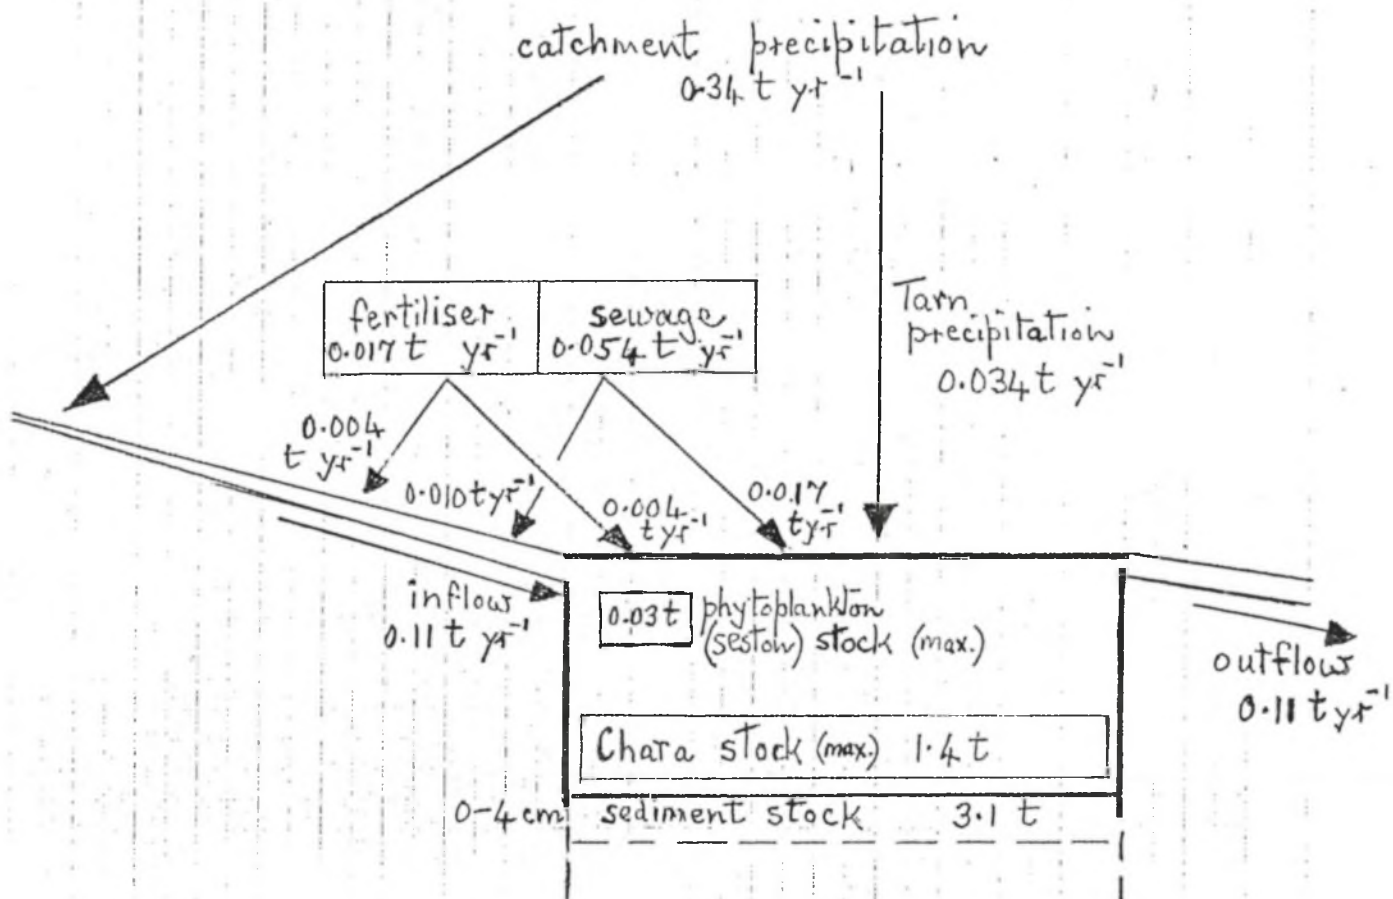 catchment precipitation
0.34 t yr⁻¹
fertiliser
0.017 t yr⁻¹
sewage
0.054 t yr⁻¹
Tarn
precipitation
0.034 t yr⁻¹
0.004
t yr⁻¹
0.010 t yr⁻¹
0.004
t yr⁻¹
0.017
t yr⁻¹
inflow
0.11 t yr⁻¹
0.03 t
phytoplankton
(seston) stock (max.)
outflow
0.11 t yr⁻¹
Chara stock (max.) 1.4 t
0-4 cm sediment stock 3.1 t